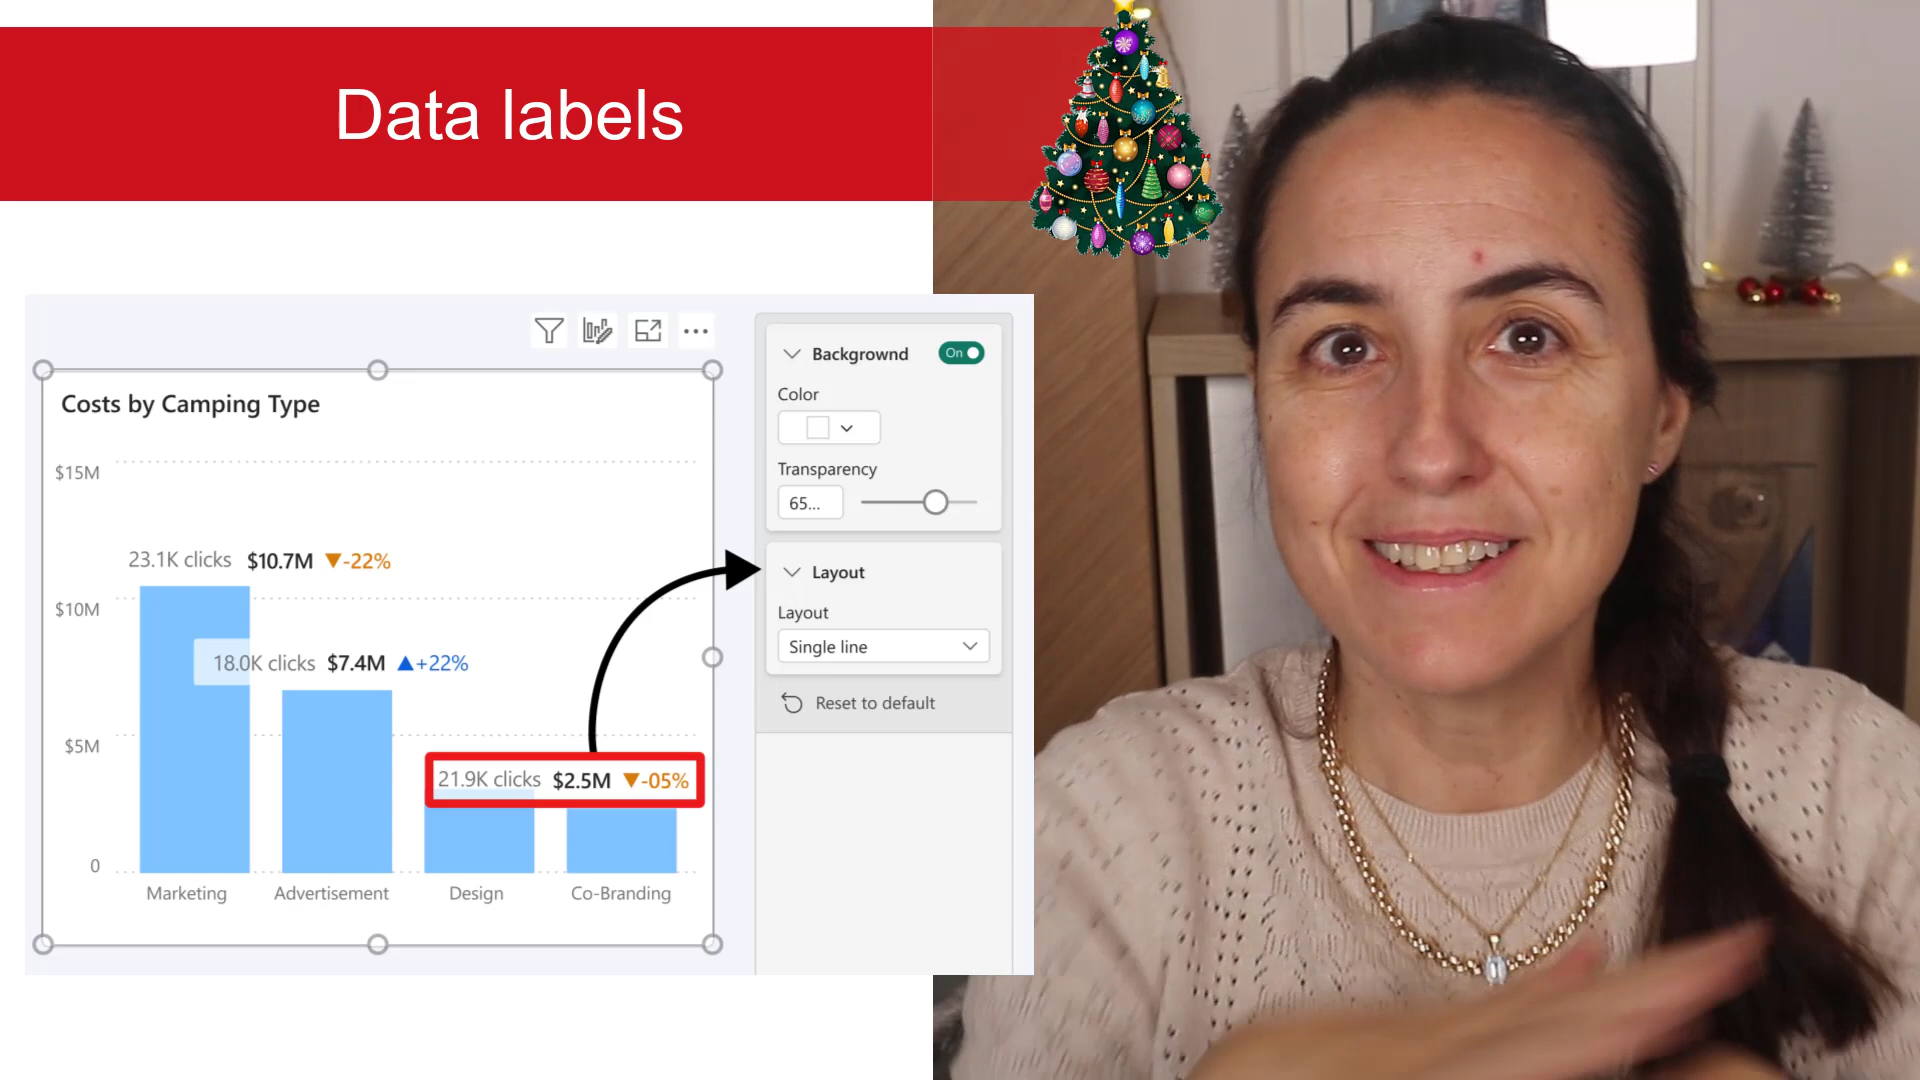 Data labels
Costs by Camping Type
$15M
23.1K clicks $10.7M ▼-22%
$10M
18.0K clicks $7.4M ▲+22%
$5M
21.9K clicks $2.5M ▼-05%
0
Marketing Advertisement Design Co-Branding
Background On
Color
Transparency
65...
Layout
Layout
Single line
Reset to default